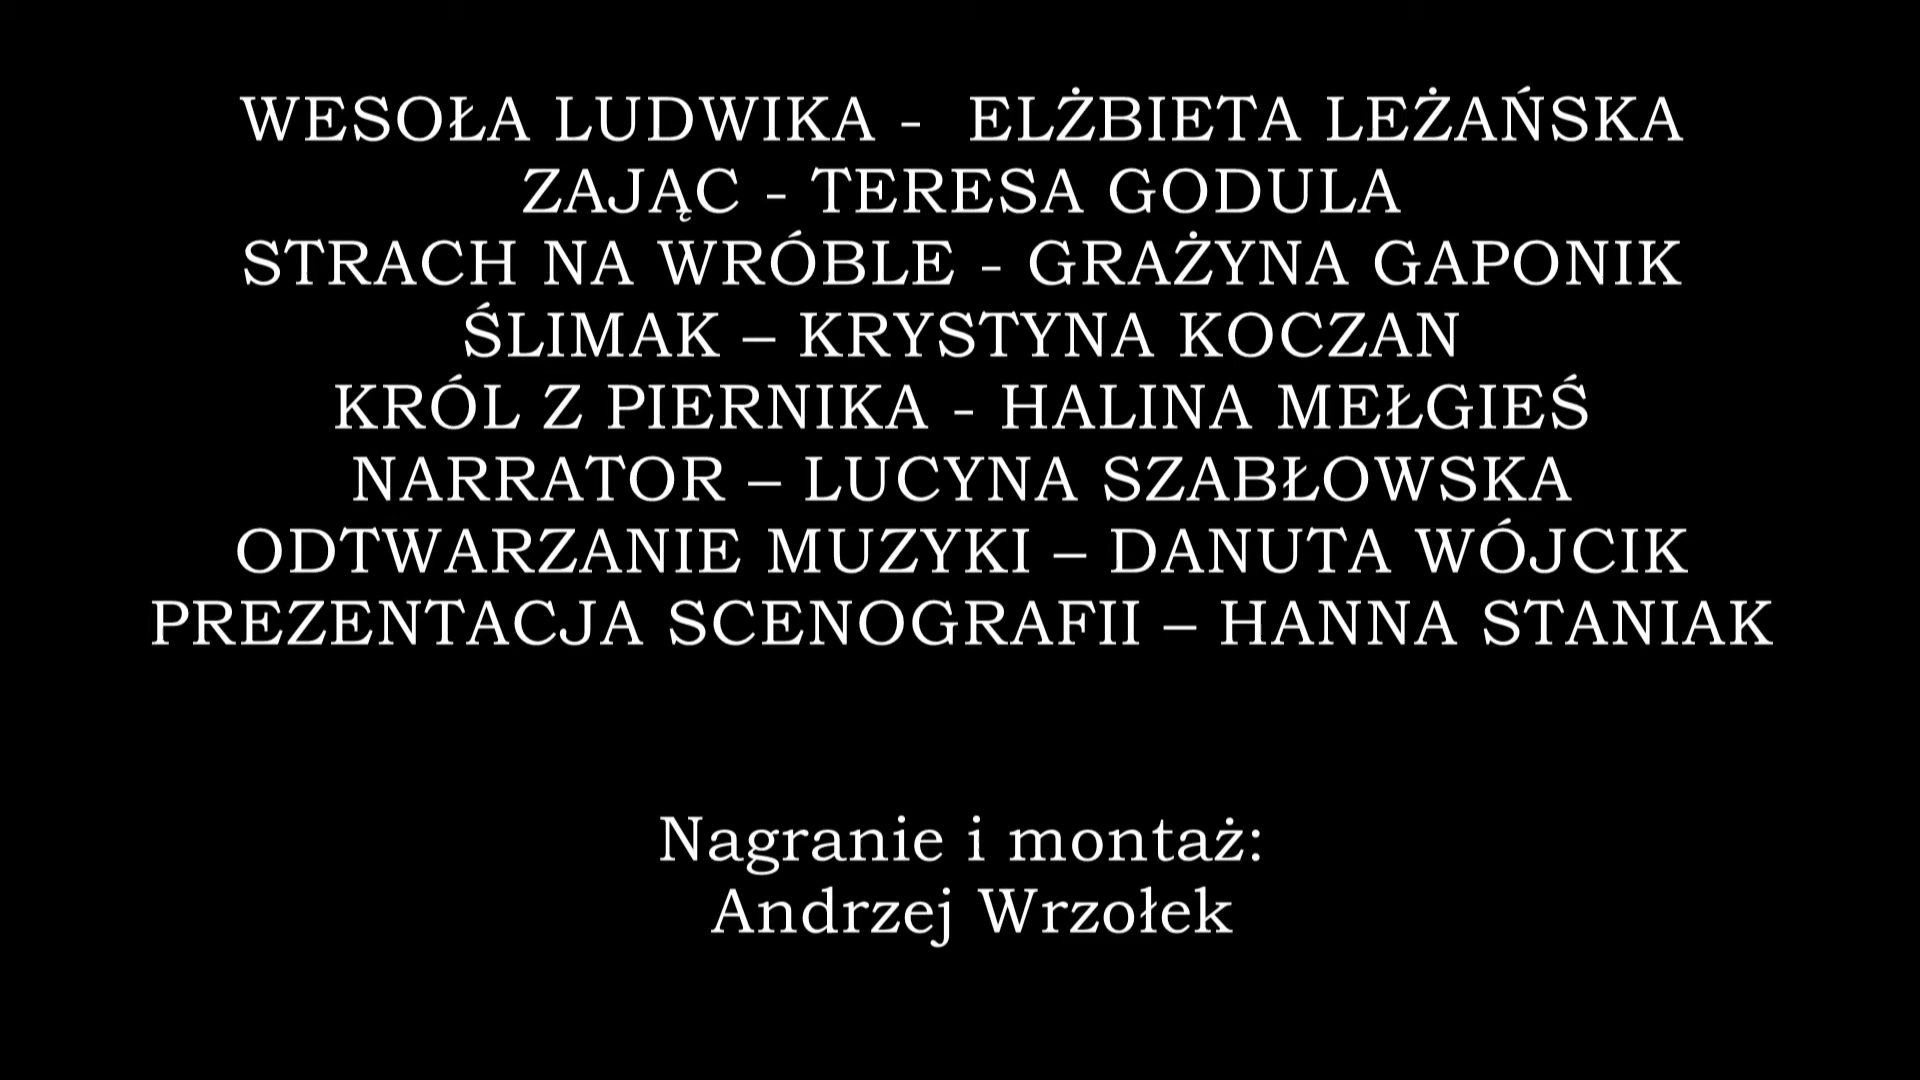 WESOŁA LUDWIKA - ELŻBIETA LEŻAŃSKA
ZAJĄC - TERESA GODULA
STRACH NA WRÓBLE - GRAŻYNA GAPONIK
ŚLIMAK – KRYSTYNA KOCZAN
KRÓL Z PIERNIKA - HALINA MEŁGIEŚ
NARRATOR – LUCYNA SZABŁOWSKA
ODTWARZANIE MUZYKI – DANUTA WÓJCIK
PREZENTACJA SCENOGRAFII – HANNA STANIAK
Nagranie i montaż:
Andrzej Wrzołek